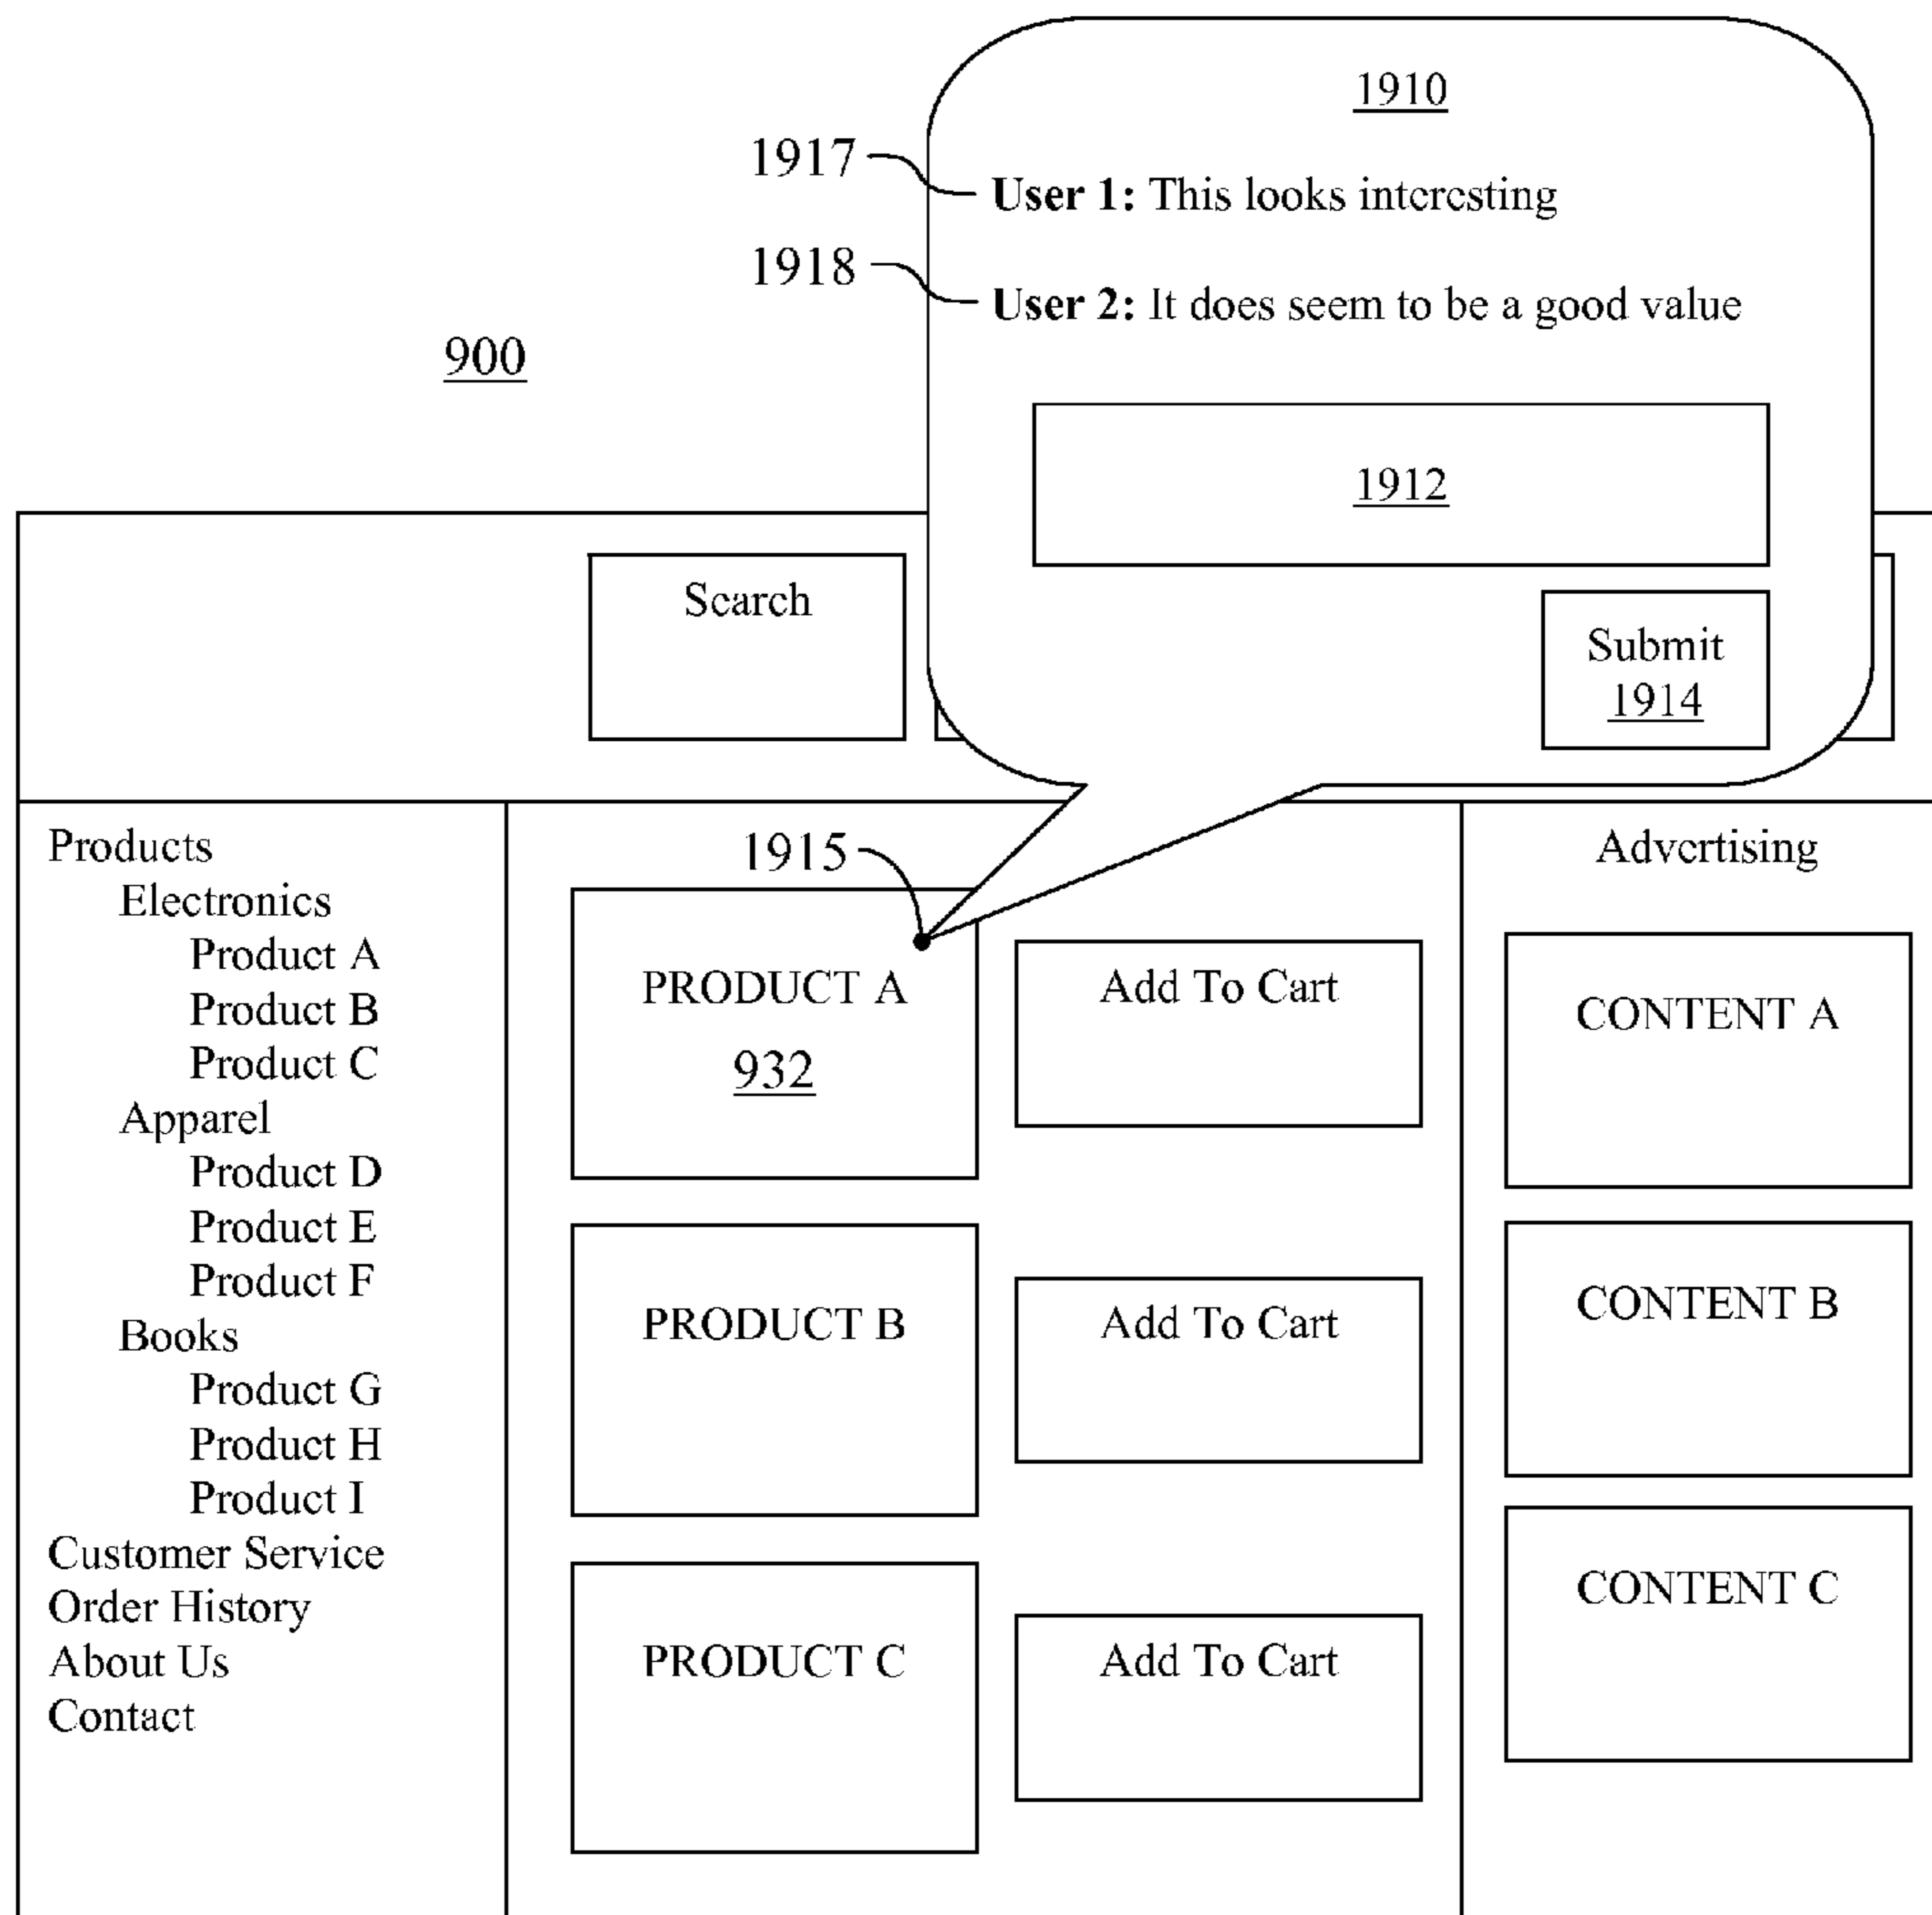 1910
1917
User 1: This looks interesting
1918
User 2: It does seem to be a good value
900
1912
Search
Submit
1914
Products
Electronics
Product A
Product B
Product C
Apparel
Product D
Product E
Product F
Books
Product G
Product H
Product I
Customer Service
Order History
About Us
Contact
1915
PRODUCT A
932
Add To Cart
PRODUCT B
Add To Cart
PRODUCT C
Add To Cart
Advertising
CONTENT A
CONTENT B
CONTENT C